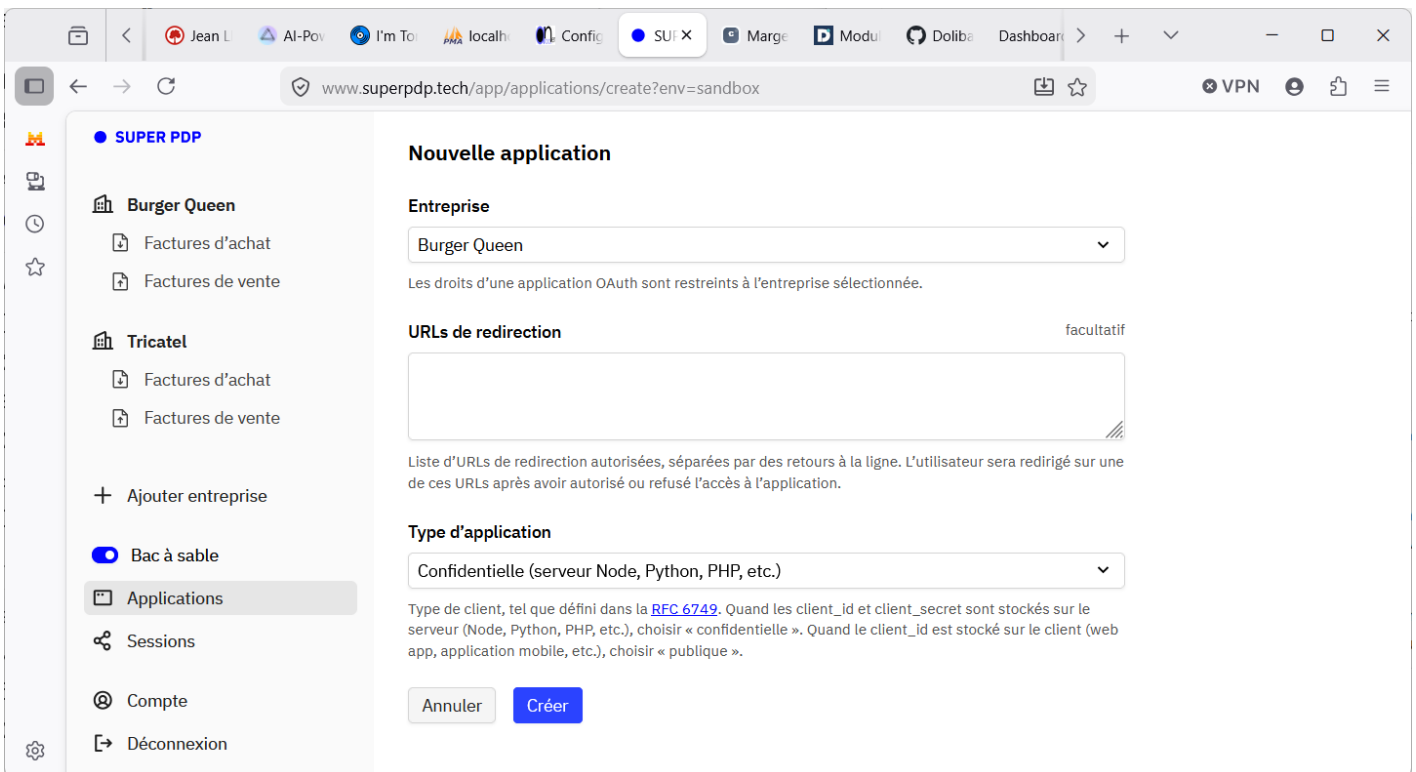 Jean L
AI-Pov
I'm To
PMA
localh
Config
SUF
Marge
Modul
Doliba
Dashboard
www.superpdp.tech/app/applications/create?env=sandbox
VPN
SUPER PDP
Burger Queen
Factures d’achat
Factures de vente
Tricatel
Factures d’achat
Factures de vente
Ajouter entreprise
Bac à sable
Applications
Sessions
Compte
Déconnexion
Nouvelle application
Entreprise
Burger Queen
Les droits d’une application OAuth sont restreints à l’entreprise sélectionnée.
URLs de redirection
facultatif
Liste d’URLs de redirection autorisées, séparées par des retours à la ligne. L’utilisateur sera redirigé sur une
de ces URLs après avoir autorisé ou refusé l’accès à l’application.
Type d’application
Confidentielle (serveur Node, Python, PHP, etc.)
Type de client, tel que défini dans la RFC 6749. Quand les client_id et client_secret sont stockés sur le
serveur (Node, Python, PHP, etc.), choisir « confidentielle ». Quand le client_id est stocké sur le client (web
app, application mobile, etc.), choisir « publique ».
Annuler
Créer